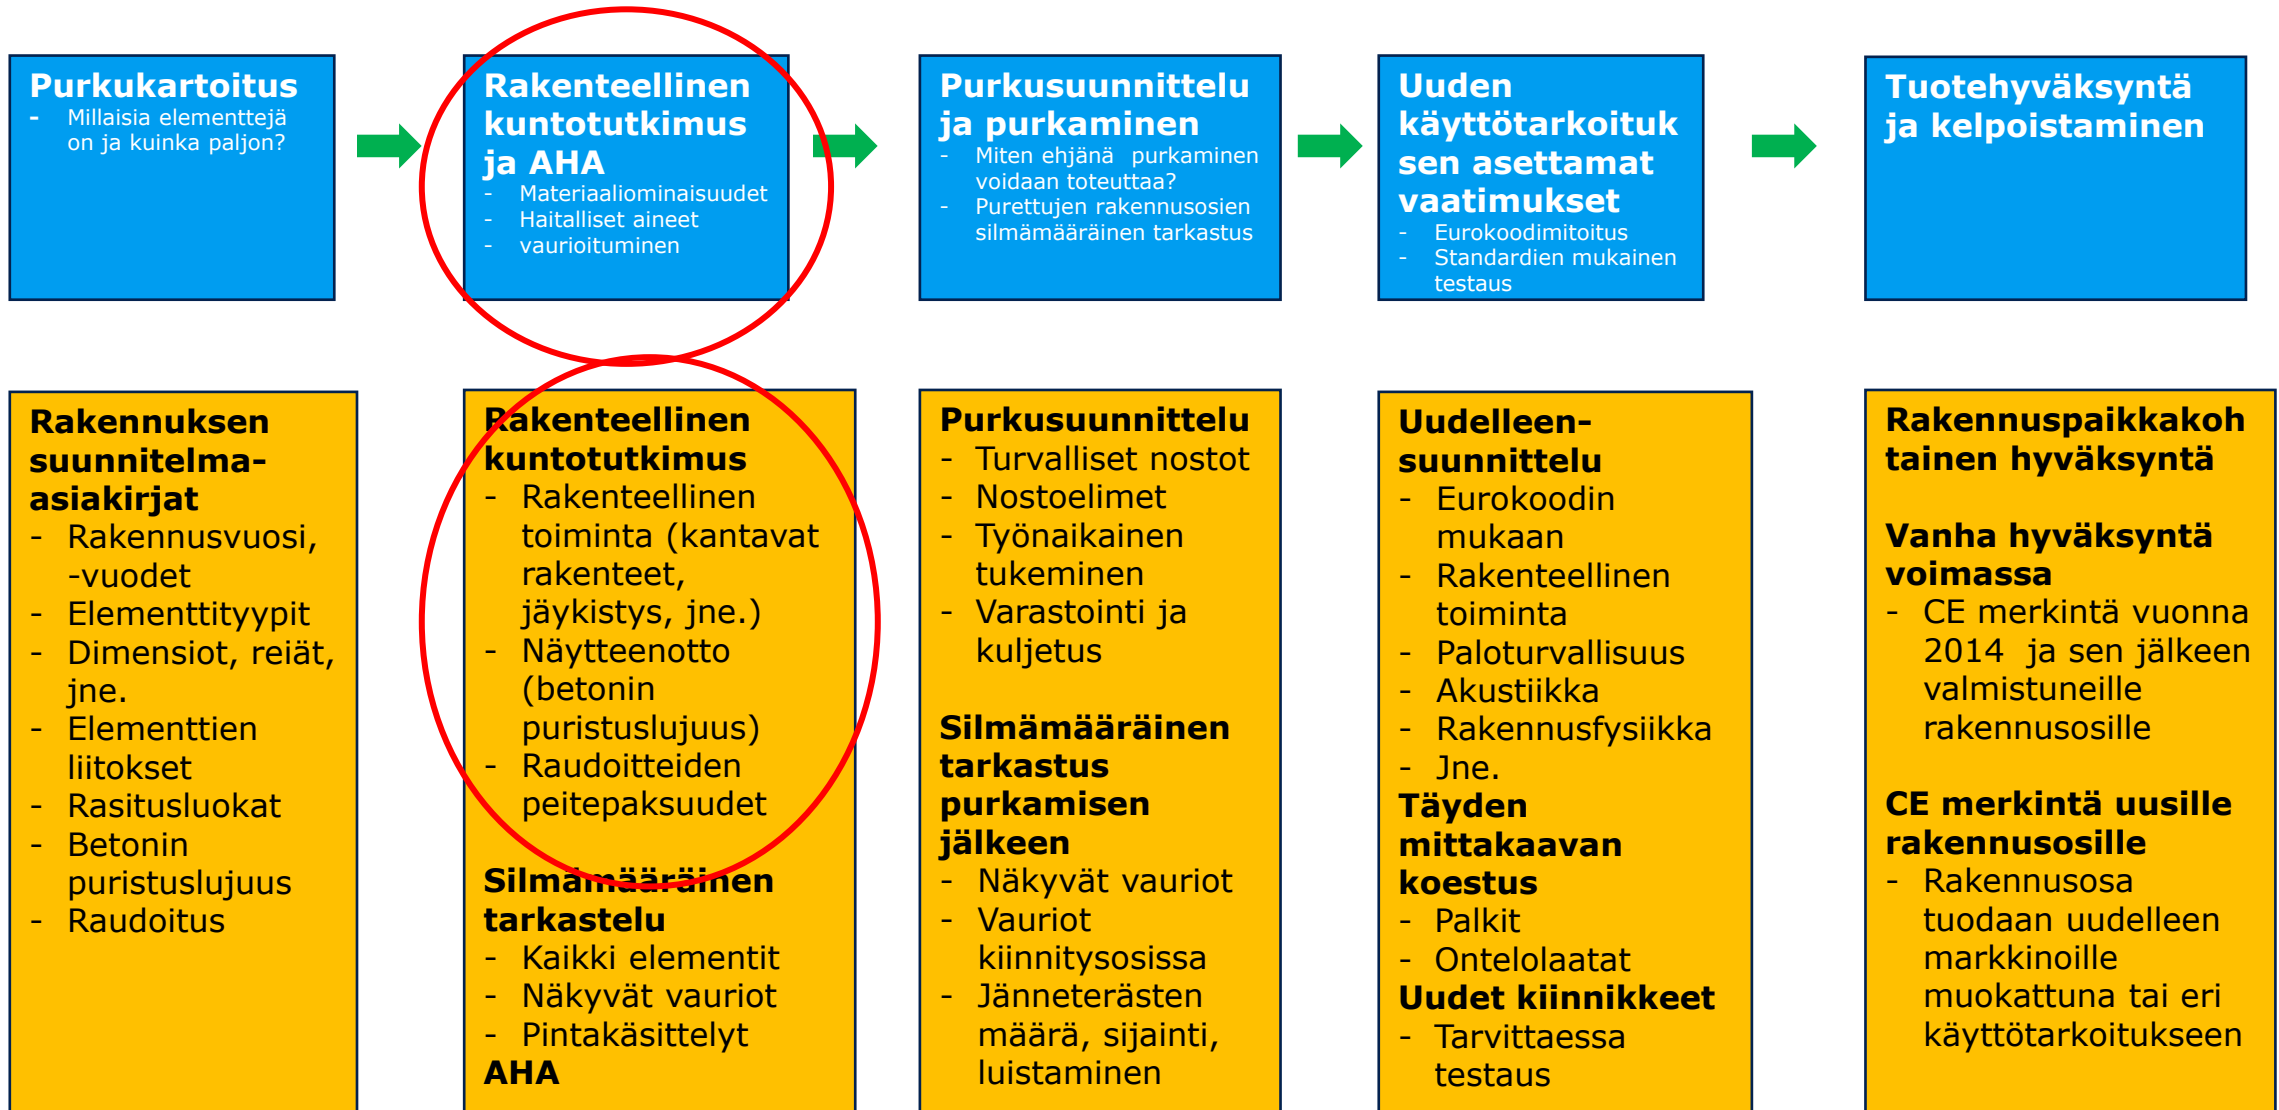 Purkukartoitus
- Millaisia elementtejä
on ja kuinka paljon?
Rakenteellinen
kuntotutkimus
ja AHA
- Materiaaliominaisuudet
- Haitalliset aineet
- vaurioituminen
Purkusuunnittelu
ja purkaminen
- Miten ehjänä purkaminen
voidaan toteuttaa?
- Purettujen rakennusosien
silmämääräinen tarkastus
Uuden
käyttötarkoituk
sen asettamat
vaatimukset
- Eurokoodimitoitus
- Standardien mukainen
testaus
Tuotehyväksyntä
ja kelpoistaminen
Rakennuksen
suunnitelma-
asiakirjat
- Rakennusvuosi,
-vuodet
- Elementtityypit
- Dimensiot, reiät,
jne.
- Elementtien
liitokset
- Rasitusluokat
- Betonin
puristuslujuus
- Raudoitus
Rakenteellinen
kuntotutkimus
- Rakenteellinen
toiminta (kantavat
rakenteet,
jäykistys, jne.)
- Näytteenotto
(betonin
puristuslujuus)
- Raudoitteiden
peitepaksuudet
Silmämääräinen
tarkastelu
- Kaikki elementit
- Näkyvät vauriot
- Pintakäsittelyt
AHA
Purkusuunnittelu
- Turvalliset nostot
- Nostoelimet
- Työnaikainen
tukeminen
- Varastointi ja
kuljetus
Silmämääräinen
tarkastus
purkamisen
jälkeen
- Näkyvät vauriot
- Vauriot
kiinnitysosissa
- Jänneterästen
määrä, sijainti,
luistaminen
Uudelleen-
suunnittelu
- Eurokoodin
mukaan
- Rakenteellinen
toiminta
- Paloturvallisuus
- Akustiikka
- Rakennusfysiikka
- Jne.
Täyden
mittakaavan
koestus
- Palkit
- Ontelolaatat
Uudet kiinnikkeet
- Tarvittaessa
testaus
Rakennuspaikkakoh
tainen hyväksyntä
Vanha hyväksyntä
voimassa
- CE merkintä vuonna
2014 ja sen jälkeen
valmistuneille
rakennusosille
CE merkintä uusille
rakennusosille
- Rakennusosa
tuodaan uudelleen
markkinoille
muokattuna tai eri
käyttötarkoitukseen